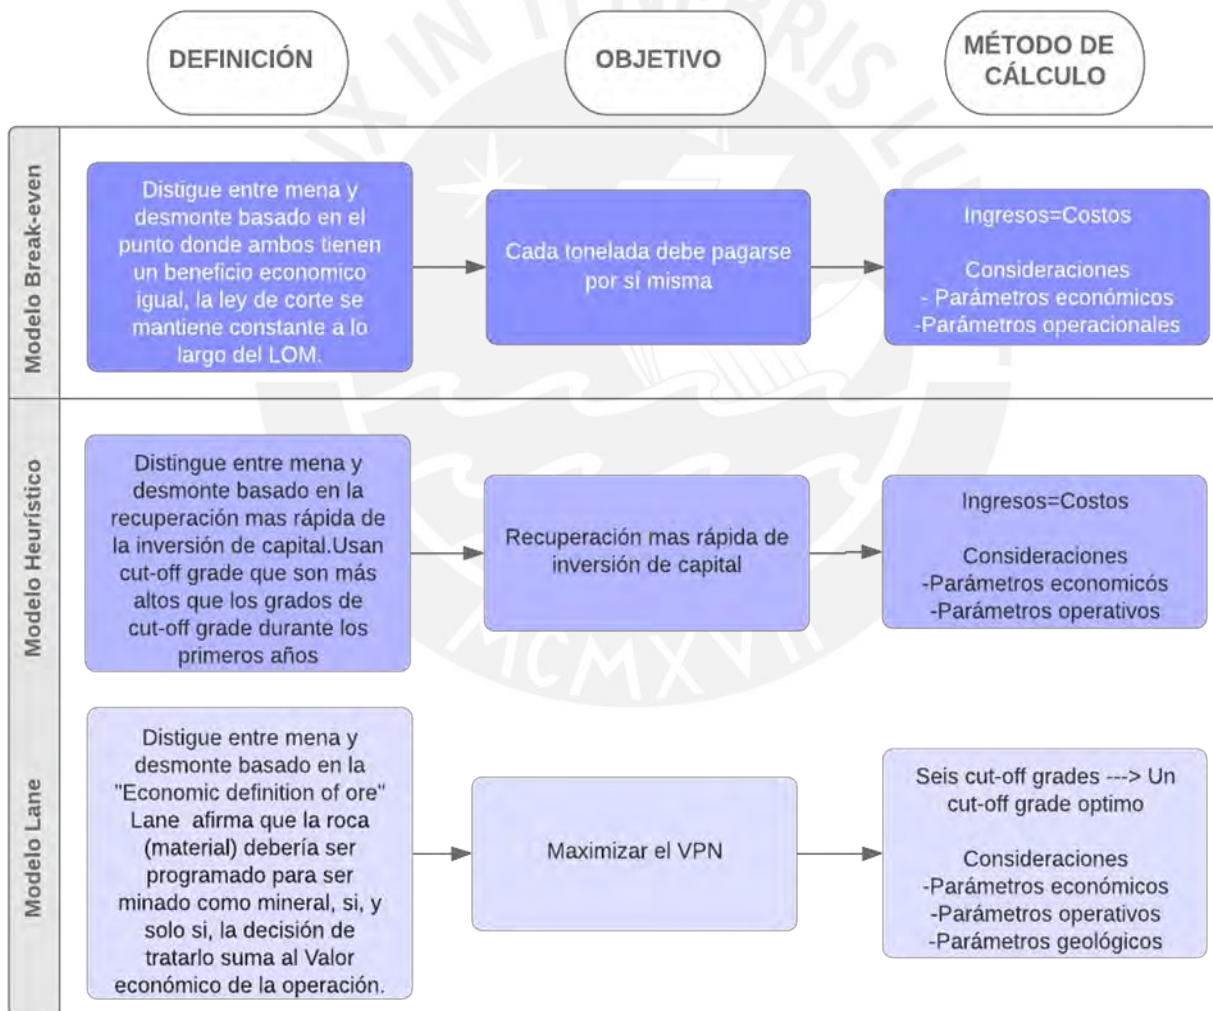 DEFINICIÓN
OBJETIVO
MÉTODO DE
CÁLCULO
Modelo Break-even
Distigue entre mena y
desmonte basado en el
punto donde ambos tienen
un beneficio economico
igual, la ley de corte se
mantiene constante a lo
largo del LOM.
Cada tonelada debe pagarse
por sí misma
Ingresos=Costos
Consideraciones
- Parámetros económicos
-Parámetros operacionales
Modelo Heurístico
Distingue entre mena y
desmonte basado en la
recuperación mas rápida de
la inversión de capital.Usan
cut-off grade que son más
altos que los grados de
cut-off grade durante los
primeros años
Recuperación mas rápida de
inversión de capital
Ingresos=Costos
Consideraciones
-Parámetros economicós
-Parámetros operativos
Modelo Lane
Distigue entre mena y
desmonte basado en la
"Economic definition of ore"
Lane afirma que la roca
(material) debería ser
programado para ser
minado como mineral, si, y
solo si, la decisión de
tratarlo suma al Valor
económico de la operación.
Maximizar el VPN
Seis cut-off grades ---> Un
cut-off grade optimo
Consideraciones
-Parámetros económicos
-Parámetros operativos
-Parámetros geológicos